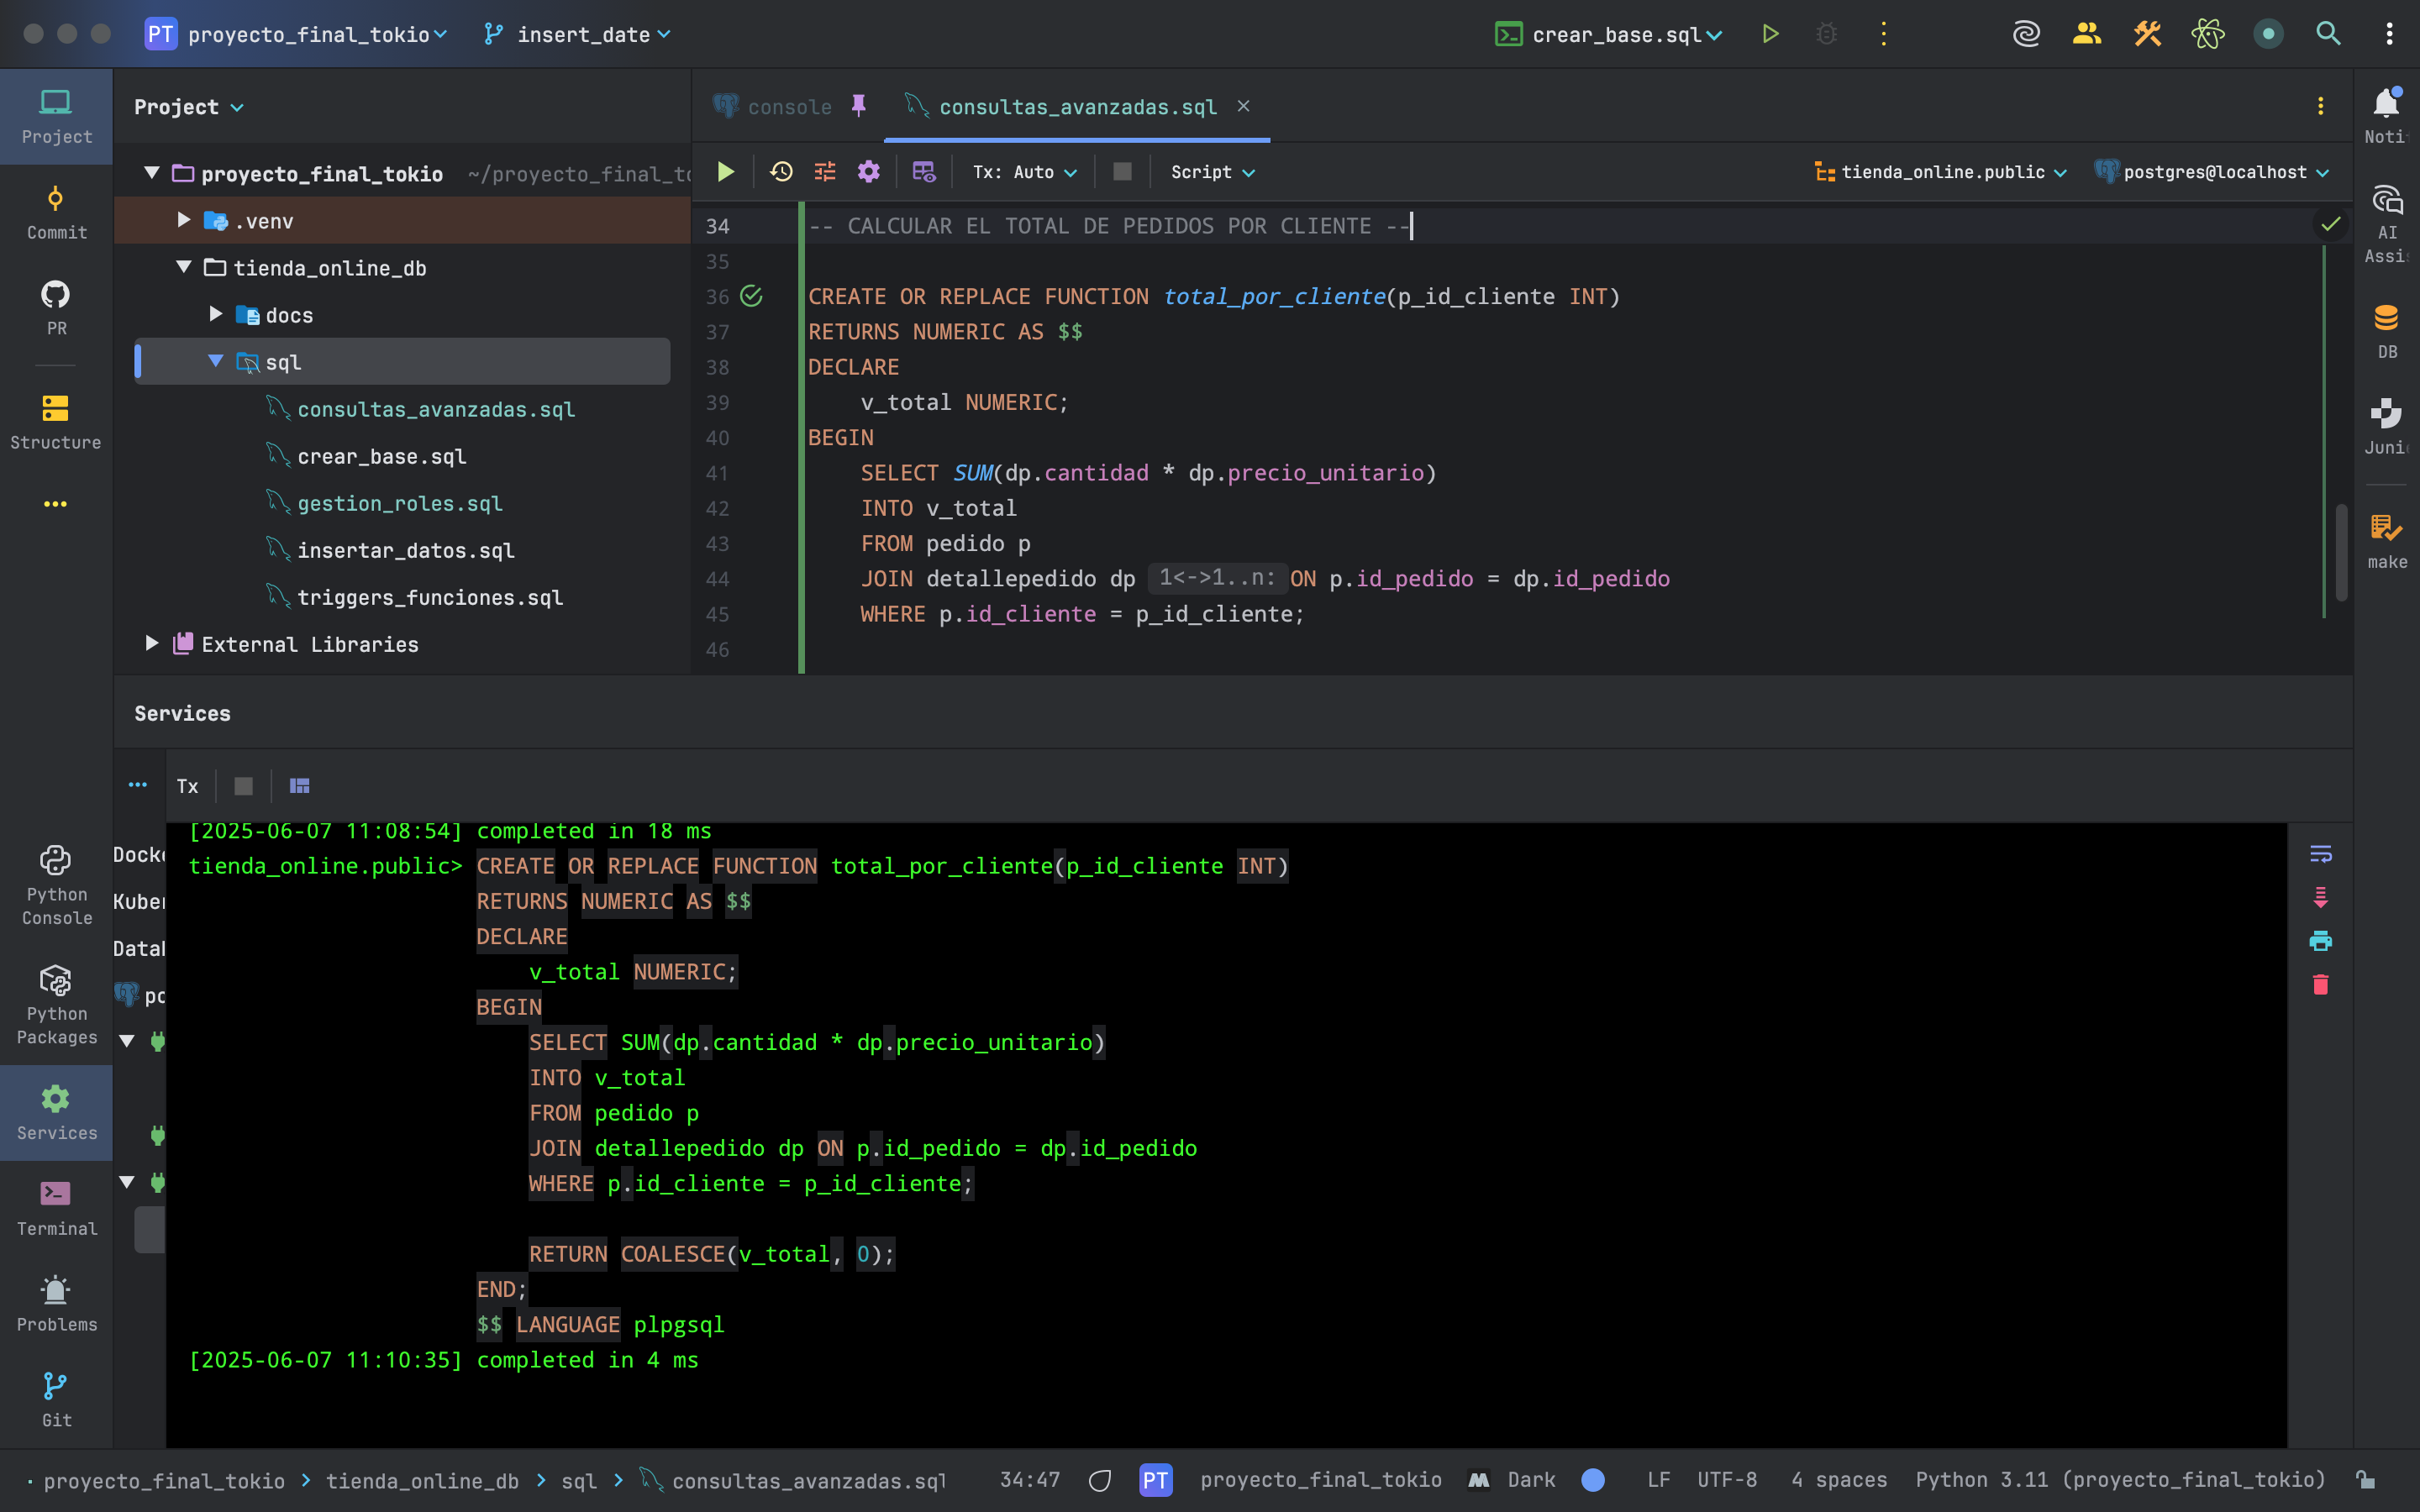 PT proyecto_final_tokio insert_date crear_base.sql
Project
Commit
PR
Structure
Python
Console
Python
Packages
Services
Terminal
Problems
Git
Project
proyecto_final_tokio ~/proyecto_final_to
.venv
tienda_online_db
docs
sql
consultas_avanzadas.sql
crear_base.sql
gestion_roles.sql
insertar_datos.sql
triggers_funciones.sql
External Libraries
console consultas_avanzadas.sql
Tx: Auto Script tienda_online.public postgres@localhost
34 -- CALCULAR EL TOTAL DE PEDIDOS POR CLIENTE --
35
36 CREATE OR REPLACE FUNCTION total_por_cliente(p_id_cliente INT)
37 RETURNS NUMERIC AS $$
38 DECLARE
39 v_total NUMERIC;
40 BEGIN
41 SELECT SUM(dp.cantidad * dp.precio_unitario)
42 INTO v_total
43 FROM pedido p
44 JOIN detallepedido dp 1<->1..n: ON p.id_pedido = dp.id_pedido
45 WHERE p.id_cliente = p_id_cliente;
46
Noti
AI
Assi
DB
Juni
make
Services
Tx
Docke
Kuber
Datab
po
[2025-06-07 11:08:54] completed in 18 ms
tienda_online.public> CREATE OR REPLACE FUNCTION total_por_cliente(p_id_cliente INT)
RETURNS NUMERIC AS $$
DECLARE
v_total NUMERIC;
BEGIN
SELECT SUM(dp.cantidad * dp.precio_unitario)
INTO v_total
FROM pedido p
JOIN detallepedido dp ON p.id_pedido = dp.id_pedido
WHERE p.id_cliente = p_id_cliente;
RETURN COALESCE(v_total, 0);
END;
$$ LANGUAGE plpgsql
[2025-06-07 11:10:35] completed in 4 ms
proyecto_final_tokio > tienda_online_db > sql > consultas_avanzadas.sql 34:47 PT proyecto_final_tokio M Dark LF UTF-8 4 spaces Python 3.11 (proyecto_final_tokio)